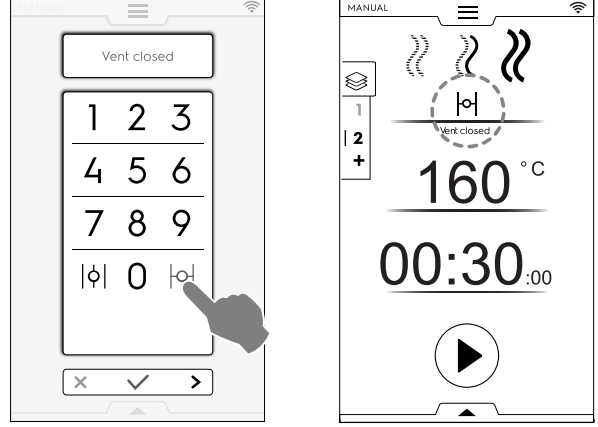 MANUAL
Vent closed
1 2 3
4 5 6
7 8 9
0
MANUAL
1
2
+
Vent closed
160 °C
00:30:00